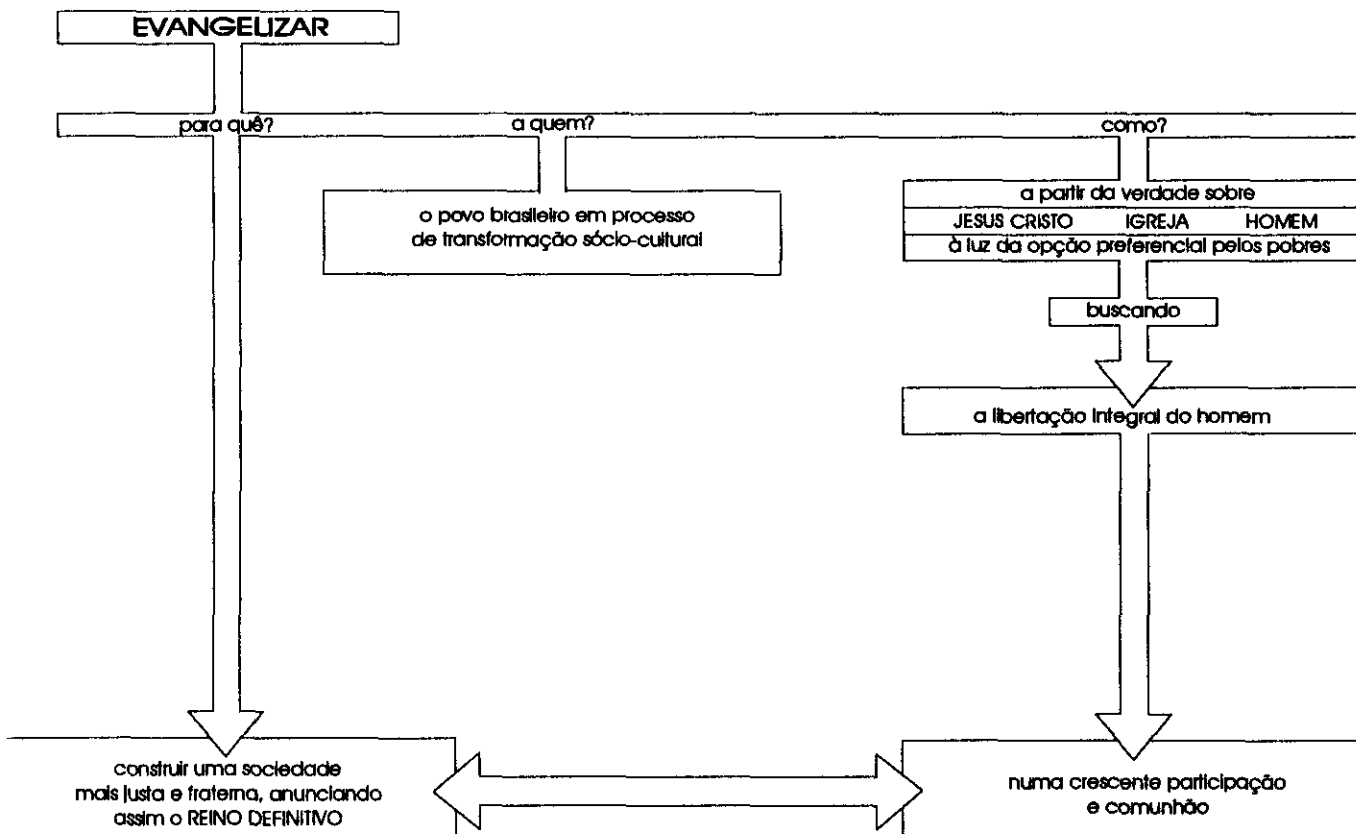 EVANGELIZAR
para quê?
a quem?
como?
o povo brasileiro em processo
de transformação sócio-cultural
a partir da verdade sobre
JESUS CRISTO IGREJA HOMEM
à luz da opção preferencial pelos pobres
buscando
a libertação integral do homem
construir uma sociedade
mais justa e fraterna, anunciando
assim o REINO DEFINITIVO
numa crescente participação
e comunhão